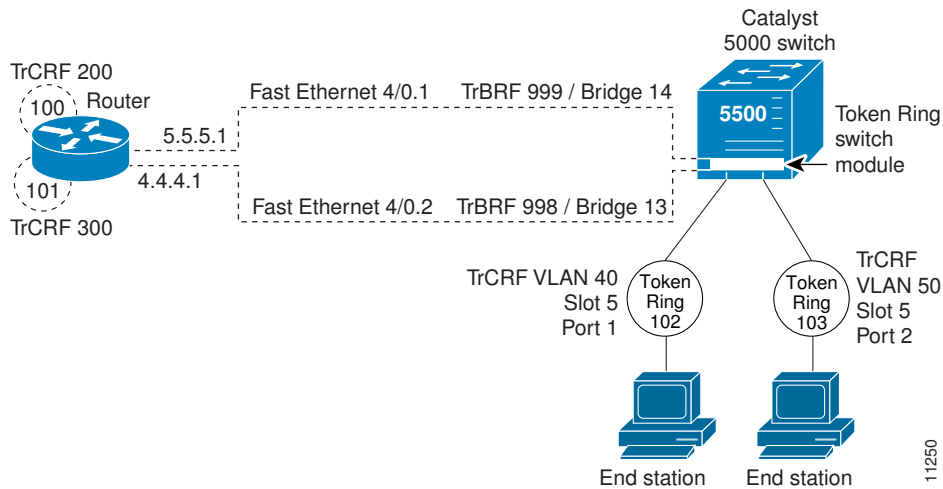 Catalyst
5000 switch
TrCRF 200
100
Router
Fast Ethernet 4/0.1
TrBRF 999 / Bridge 14
5500
Token Ring
switch
module
5.5.5.1
4.4.4.1
101
TrCRF 300
Fast Ethernet 4/0.2
TrBRF 998 / Bridge 13
TrCRF VLAN 40
Slot 5
Port 1
Token
Ring
102
Token
Ring
103
TrCRF
VLAN 50
Slot 5
Port 2
End station
End station
11250